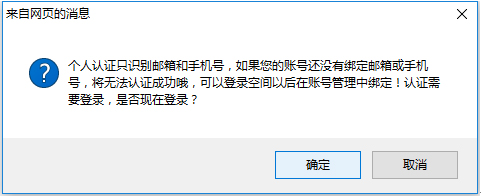 来自网页的消息
个人认证只识别邮箱和手机号，如果您的账号还没有绑定邮箱或手机
号，将无法认证成功哦，可以登录空间以后在账号管理中绑定！认证需
要登录，是否现在登录？
确定
取消